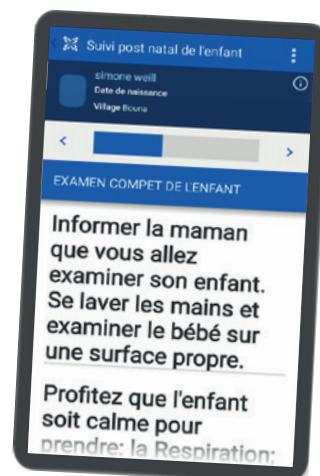 Suivi post natal de l'enfant
simone weill
Date de naissance
Village Bouna
EXAMEN COMPET DE L'ENFANT
Informer la maman
que vous allez
examiner son enfant.
Se laver les mains et
examiner le bébé sur
une surface propre.
Profitez que l'enfant
soit calme pour
prendre: la Respiration;